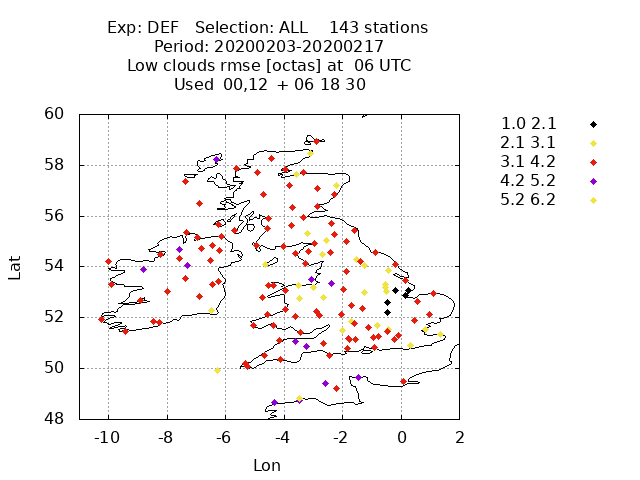 Exp: DEF   Selection: ALL    143 stations
Period: 20200203-20200217
Low clouds rmse [octas] at  06 UTC
Used  00,12  + 06 18 30
60
58
56
54
52
50
48
Lat
-10 -8 -6 -4 -2 0 2
Lon
1.0 2.1
2.1 3.1
3.1 4.2
4.2 5.2
5.2 6.2